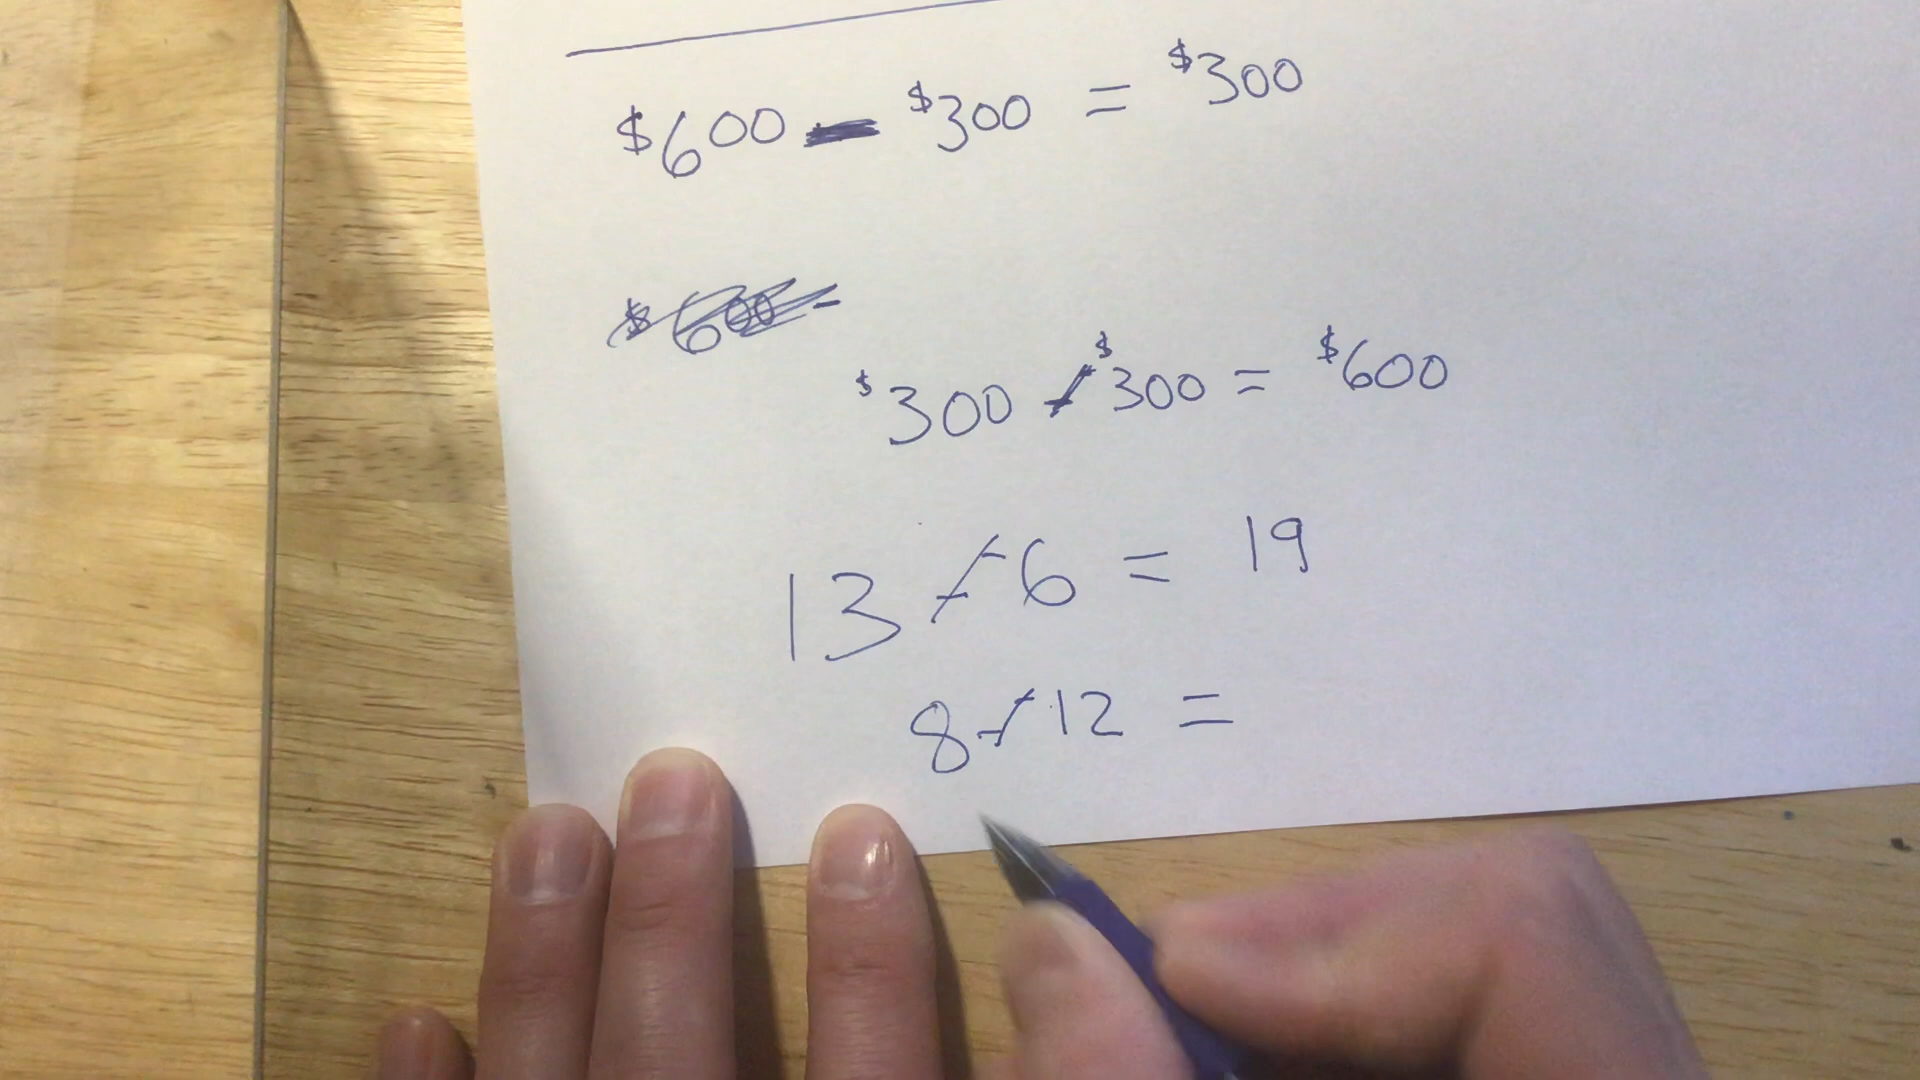 $600 - $300 = $300
$300 - / $300 = $600
13 - / - 6 = 19
8 - / - 12 =